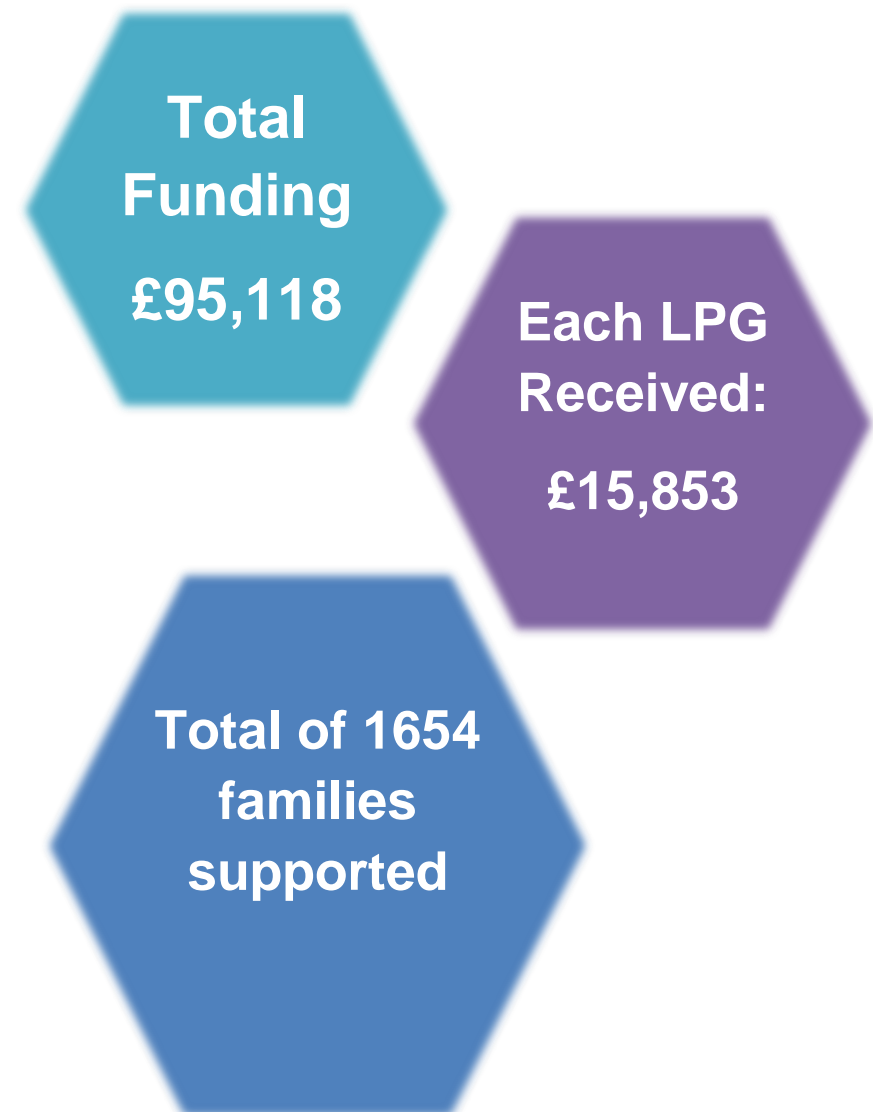 Total
Funding
£95,118
Each LPG
Received:
£15,853
Total of 1654
families
supported